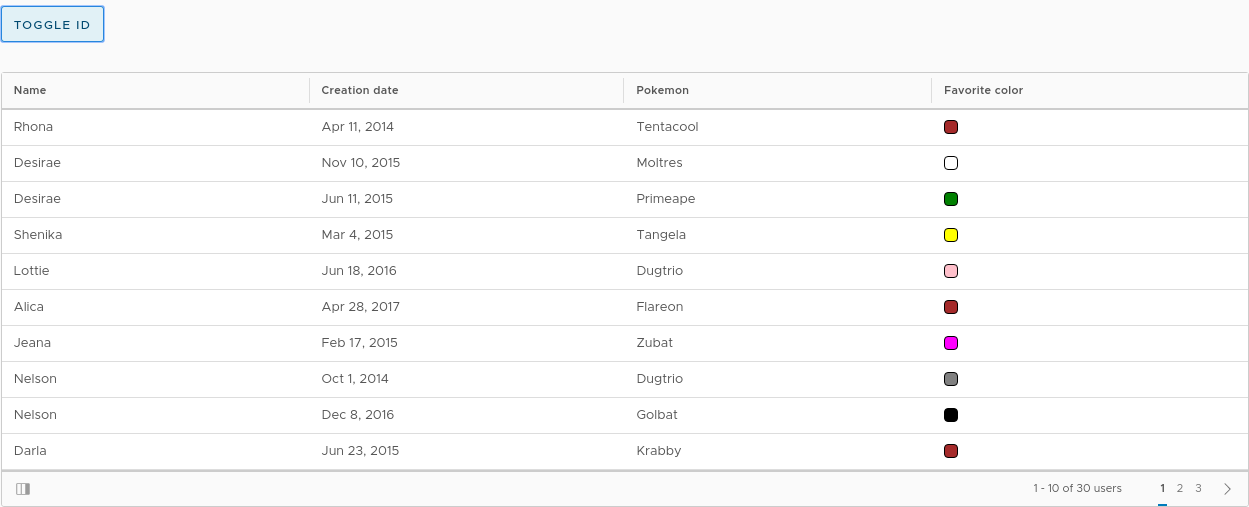 TOGGLE ID
Name Creation date Pokemon Favorite color
Rhona Apr 11, 2014 Tentacool
Desirae Nov 10, 2015 Moltres
Desirae Jun 11, 2015 Primeape
Shenika Mar 4, 2015 Tangela
Lottie Jun 18, 2016 Dugtrio
Alica Apr 28, 2017 Flareon
Jeana Feb 17, 2015 Zubat
Nelson Oct 1, 2014 Dugtrio
Nelson Dec 8, 2016 Golbat
Darla Jun 23, 2015 Krabby
1 - 10 of 30 users 1 2 3